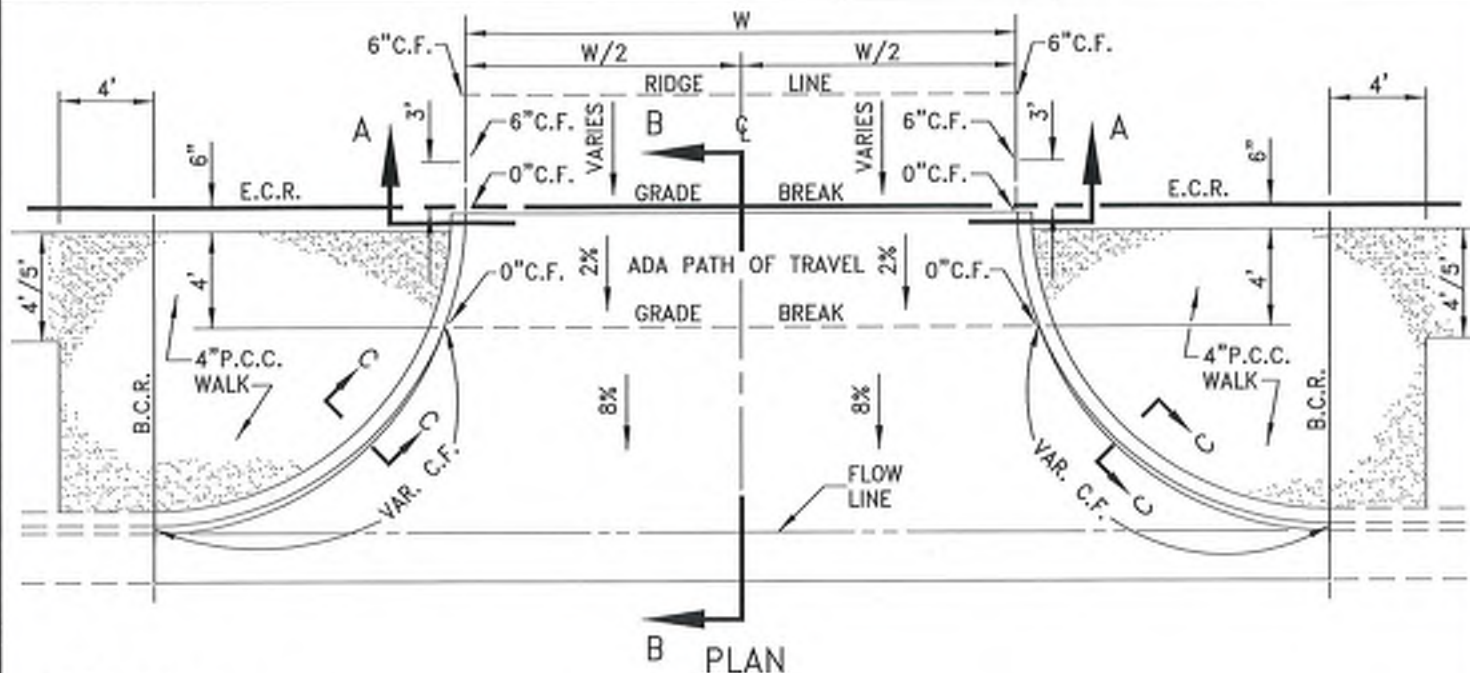 W
6"C.F.
W/2
W/2
6"C.F.
4'
RIDGE LINE
4'
3'
A
6"C.F.
VARIES
B
℄
VARIES
6"C.F.
3'
A
6"
0"C.F.
0"C.F.
6"
E.C.R.
GRADE BREAK
E.C.R.
4'/5'
4'
0"C.F.
2%
ADA PATH OF TRAVEL
2%
0"C.F.
4'
4'/5'
GRADE BREAK
4"P.C.C.
WALK
C
4"P.C.C.
WALK
B.C.R.
8%
8%
B.C.R.
C
C
VAR. C.F.
FLOW
LINE
VAR. C.F.
C
B
PLAN